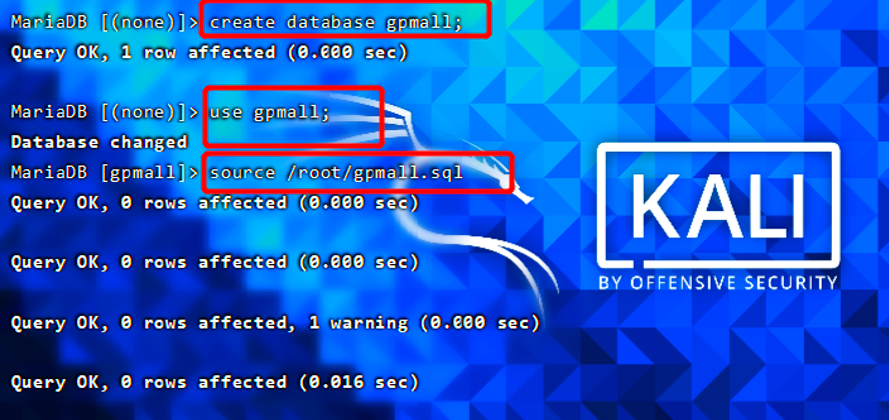 MariaDB [(none)]> create database gpmall;
Query OK, 1 row affected (0.000 sec)
MariaDB [(none)]> use gpmall;
Database changed
MariaDB [gpmall]> source /root/gpmall.sql
Query OK, 0 rows affected (0.000 sec)
Query OK, 0 rows affected (0.000 sec)
Query OK, 0 rows affected, 1 warning (0.000 sec)
Query OK, 0 rows affected (0.016 sec)
KALI
BY OFFENSIVE SECURITY